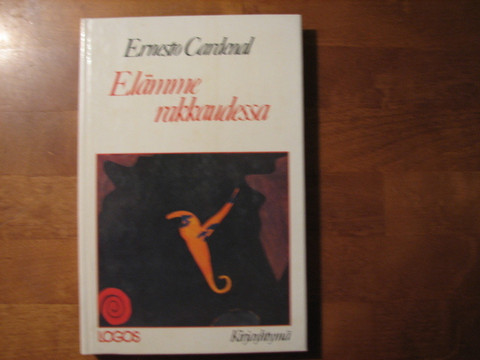 Ernesto Cardenal
Elämme
rakkaudessa
LOGOS
Kirjayhtymä